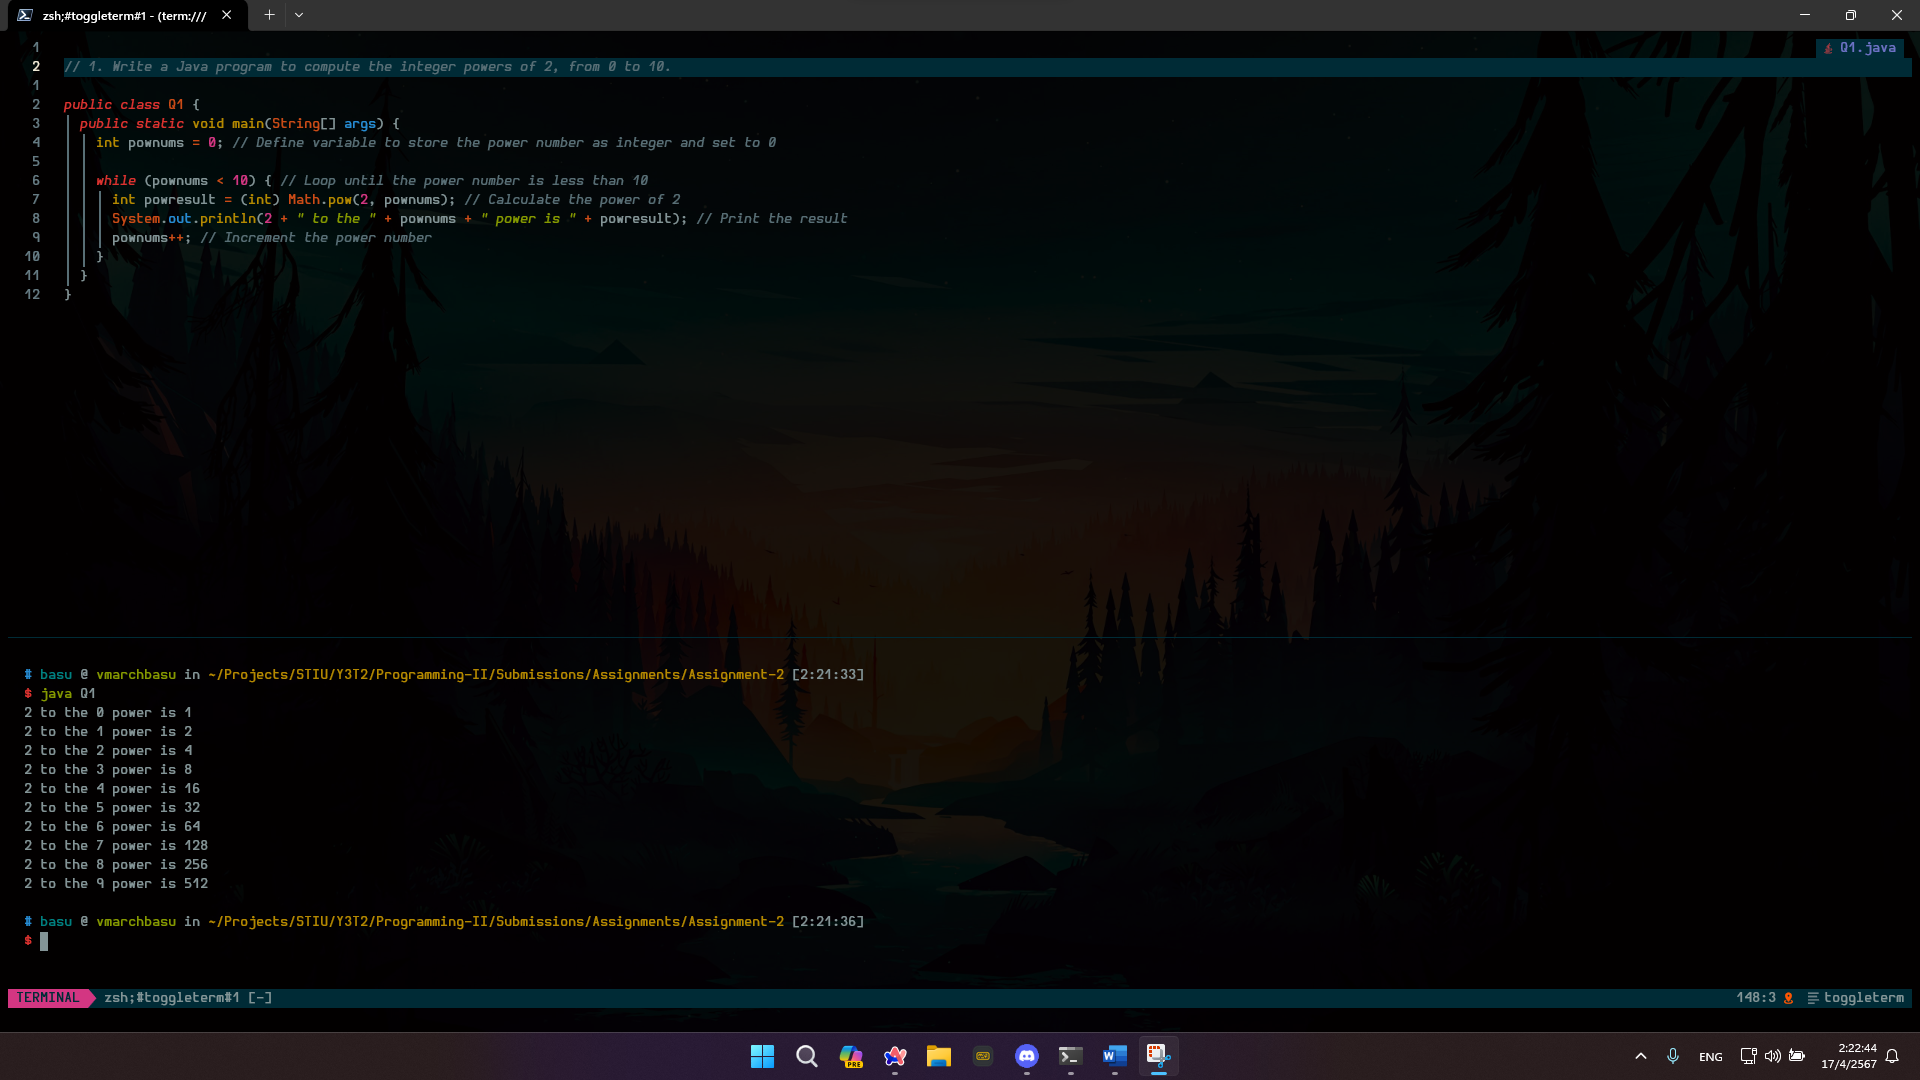 zsh;#toggleterm#1 - (term:///
Q1.java
1
2 // 1. Write a Java program to compute the integer powers of 2, from 0 to 10.
1
2 public class Q1 {
3 public static void main(String[] args) {
4 int pownums = 0; // Define variable to store the power number as integer and set to 0
5
6 while (pownums < 10) { // Loop until the power number is less than 10
7 int powresult = (int) Math.pow(2, pownums); // Calculate the power of 2
8 System.out.println(2 + " to the " + pownums + " power is " + powresult); // Print the result
9 pownums++; // Increment the power number
10 }
11 }
12 }
# basu @ vmarchbasu in ~/Projects/STIU/Y3T2/Programming-II/Submissions/Assignments/Assignment-2 [2:21:33]
$ java Q1
2 to the 0 power is 1
2 to the 1 power is 2
2 to the 2 power is 4
2 to the 3 power is 8
2 to the 4 power is 16
2 to the 5 power is 32
2 to the 6 power is 64
2 to the 7 power is 128
2 to the 8 power is 256
2 to the 9 power is 512
# basu @ vmarchbasu in ~/Projects/STIU/Y3T2/Programming-II/Submissions/Assignments/Assignment-2 [2:21:36]
$
TERMINAL zsh;#toggleterm#1 [-] 148:3 toggleterm
PRE
W
ENG
2:22:44
17/4/2567